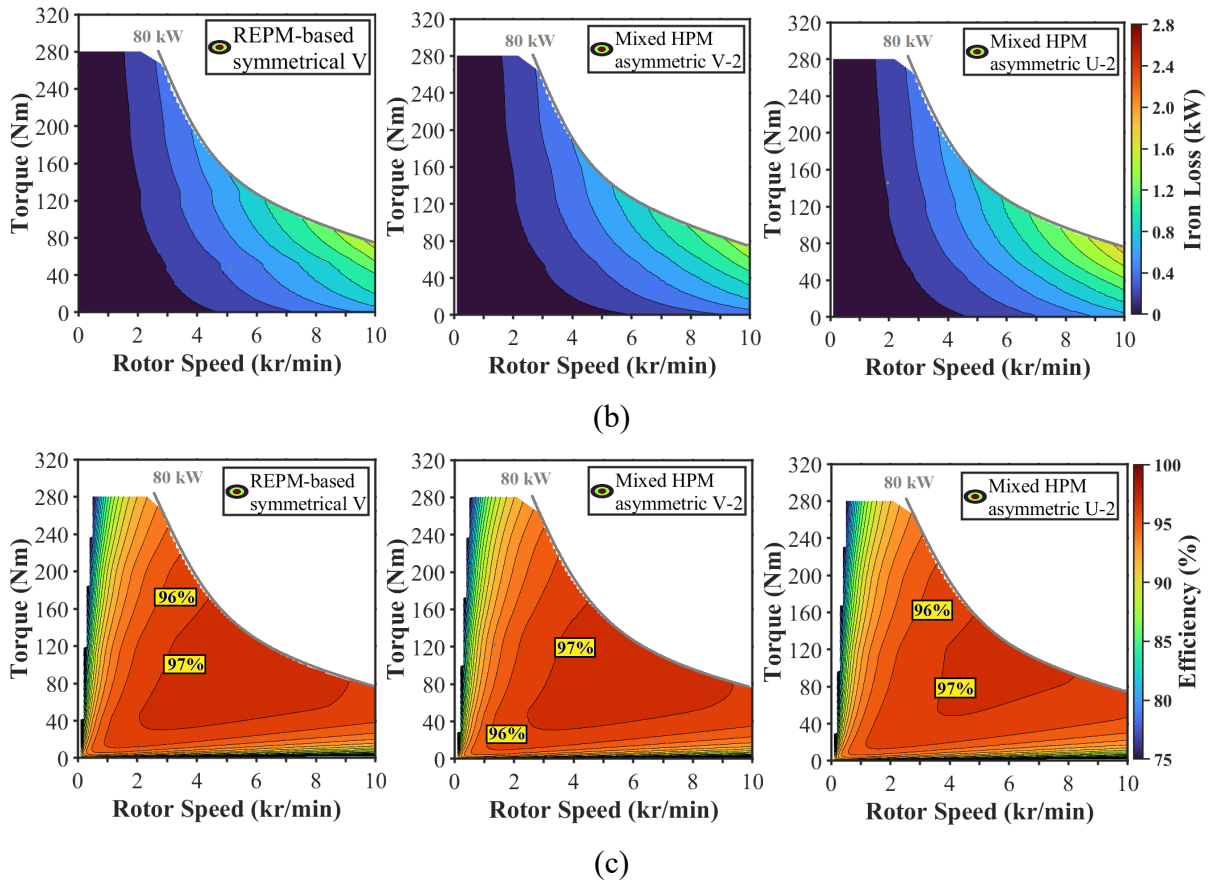 80 kW
REPM-based
symmetrical V
Torque (Nm)
320
280
240
200
160
120
80
40
0
0 2 4 6 8 10
Rotor Speed (kr/min)
80 kW
Mixed HPM
asymmetric V-2
Torque (Nm)
320
280
240
200
160
120
80
40
0
0 2 4 6 8 10
Rotor Speed (kr/min)
80 kW
Mixed HPM
asymmetric U-2
Torque (Nm)
320
280
240
200
160
120
80
40
0
0 2 4 6 8 10
Rotor Speed (kr/min)
2.8
2.4
2.0
1.6
1.2
0.8
0.4
0
Iron Loss (kW)
(b)
80 kW
REPM-based
symmetrical V
96%
97%
Torque (Nm)
320
280
240
200
160
120
80
40
0
0 2 4 6 8 10
Rotor Speed (kr/min)
80 kW
Mixed HPM
asymmetric V-2
97%
96%
Torque (Nm)
320
280
240
200
160
120
80
40
0
0 2 4 6 8 10
Rotor Speed (kr/min)
80 kW
Mixed HPM
asymmetric U-2
96%
97%
Torque (Nm)
320
280
240
200
160
120
80
40
0
0 2 4 6 8 10
Rotor Speed (kr/min)
100
95
90
85
80
75
Efficiency (%)
(c)